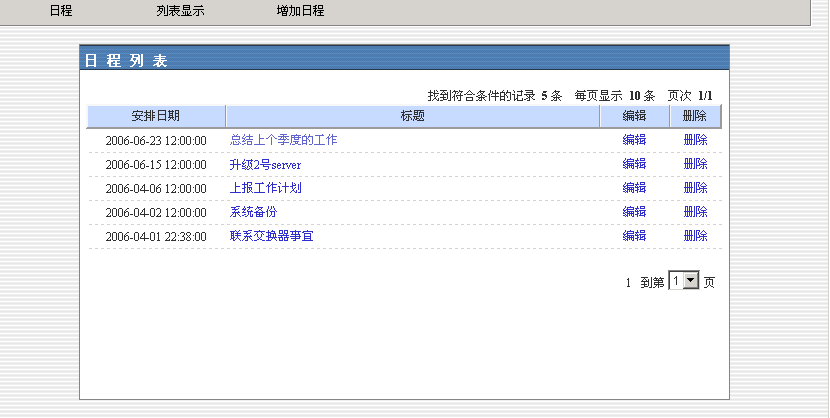 日程 列表显示 增加日程
日 程 列 表
找到符合条件的记录 5 条 每页显示 10 条 页次 1/1
安排日期 标题 编辑 删除
2006-06-23 12:00:00 总结上个季度的工作 编辑 删除
2006-06-15 12:00:00 升级2号server 编辑 删除
2006-04-06 12:00:00 上报工作计划 编辑 删除
2006-04-02 12:00:00 系统备份 编辑 删除
2006-04-01 22:38:00 联系交换器事宜 编辑 删除
1 到第 1 页